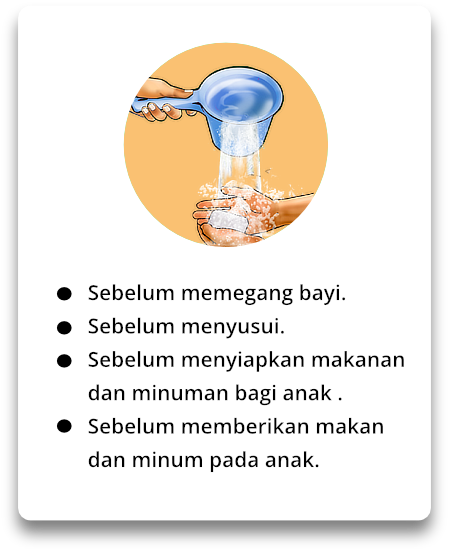 ● Sebelum memegang bayi.
● Sebelum menyusui.
● Sebelum menyiapkan makanan
dan minuman bagi anak .
● Sebelum memberikan makan
dan minum pada anak.